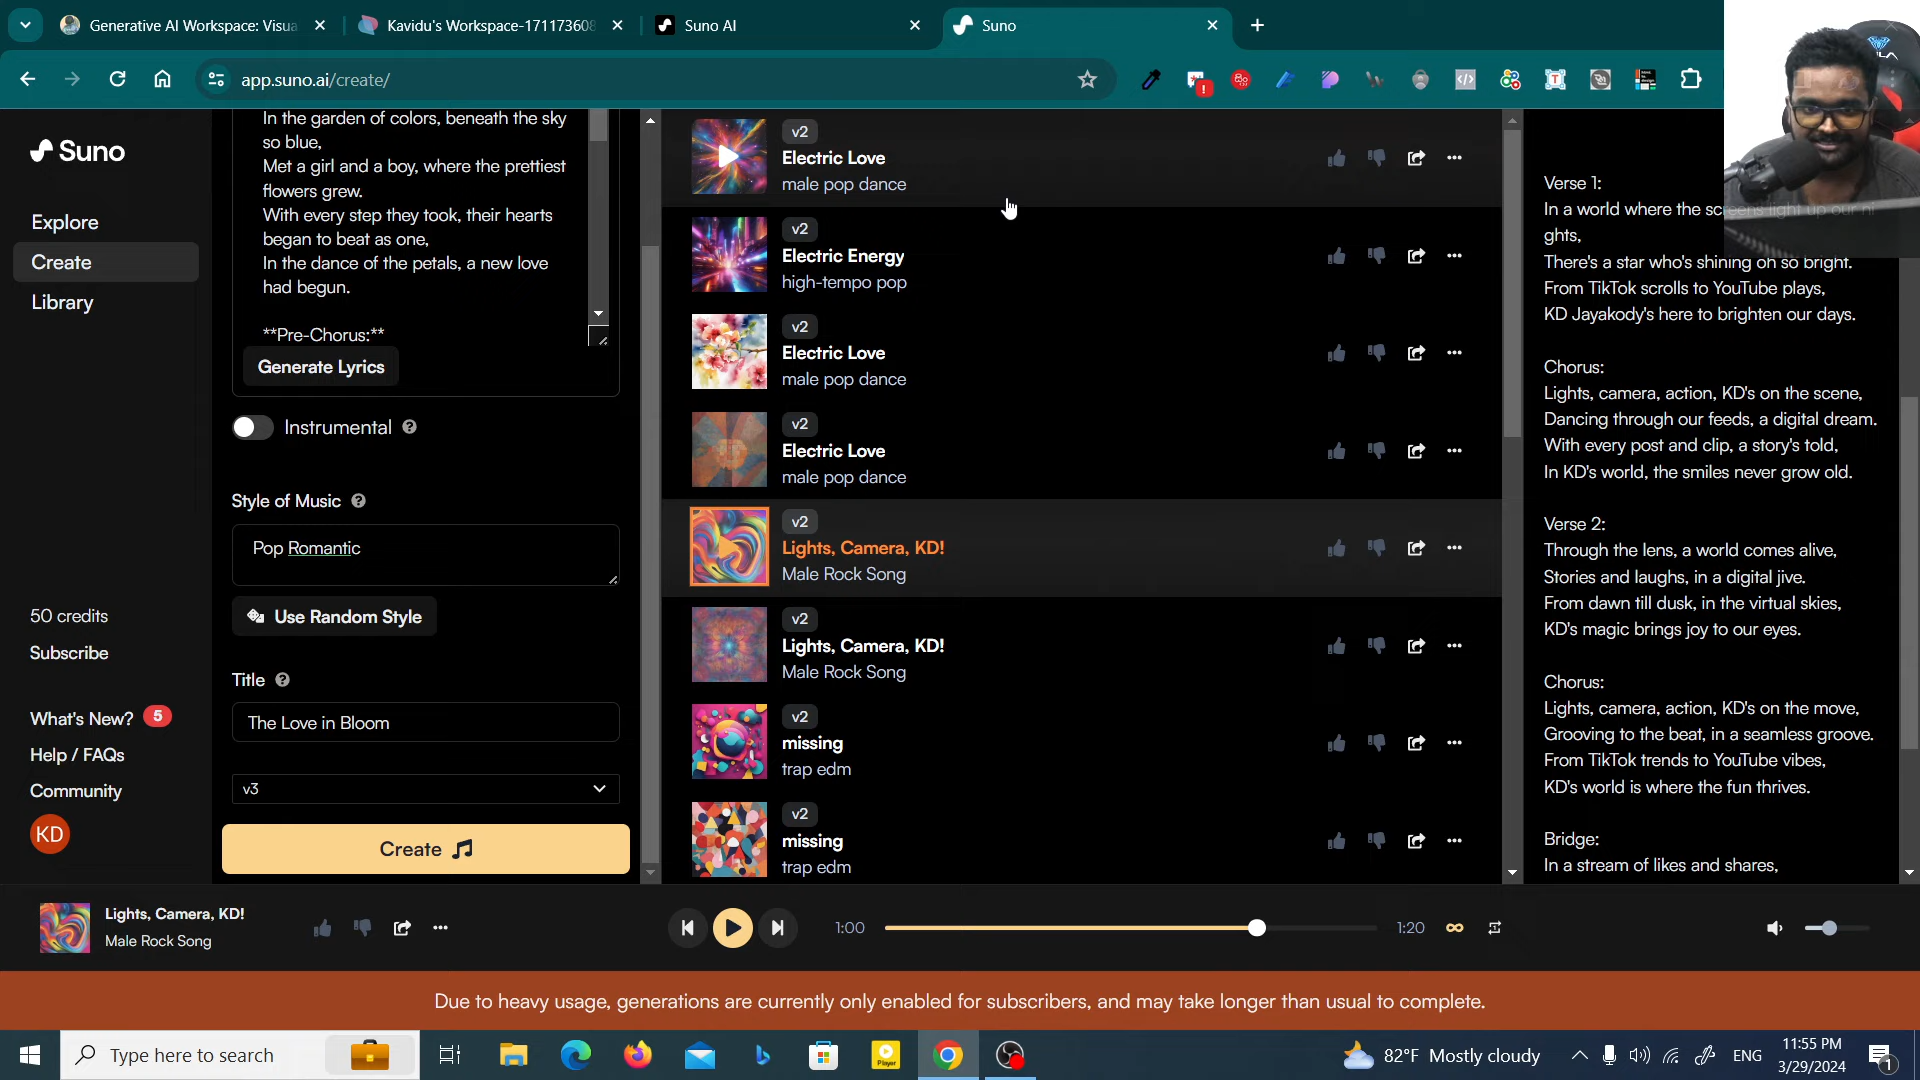 Generative AI Workspace: Visua
Kavidu's Workspace-171173608
Suno AI
Suno
app.suno.ai/create/
Suno
Explore
Create
Library
50 credits
Subscribe
What's New? 5
Help / FAQs
Community
KD
In the garden of colors, beneath the sky
so blue,
Met a girl and a boy, where the prettiest
flowers grew.
With every step they took, their hearts
began to beat as one,
In the dance of the petals, a new love
had begun.
**Pre-Chorus:**
Generate Lyrics
Instrumental
Style of Music
Pop Romantic
Use Random Style
Title
The Love in Bloom
v3
Create
v2
Electric Love
male pop dance
v2
Electric Energy
high-tempo pop
v2
Electric Love
male pop dance
v2
Electric Love
male pop dance
v2
Lights, Camera, KD!
Male Rock Song
v2
Lights, Camera, KD!
Male Rock Song
v2
missing
trap edm
v2
missing
trap edm
Verse 1:
In a world where the screens light up our ni
ghts,
There's a star who's shining oh so bright.
From TikTok scrolls to YouTube plays,
KD Jayakody's here to brighten our days.
Chorus:
Lights, camera, action, KD's on the scene,
Dancing through our feeds, a digital dream.
With every post and clip, a story's told,
In KD's world, the smiles never grow old.
Verse 2:
Through the lens, a world comes alive,
Stories and laughs, in a digital jive.
From dawn till dusk, in the virtual skies,
KD's magic brings joy to our eyes.
Chorus:
Lights, camera, action, KD's on the move,
Grooving to the beat, in a seamless groove.
From TikTok trends to YouTube vibes,
KD's world is where the fun thrives.
Bridge:
In a stream of likes and shares,
Lights, Camera, KD!
Male Rock Song
1:00
1:20
Due to heavy usage, generations are currently only enabled for subscribers, and may take longer than usual to complete.
Type here to search
Player
82°F Mostly cloudy
ENG
11:55 PM
3/29/2024
1